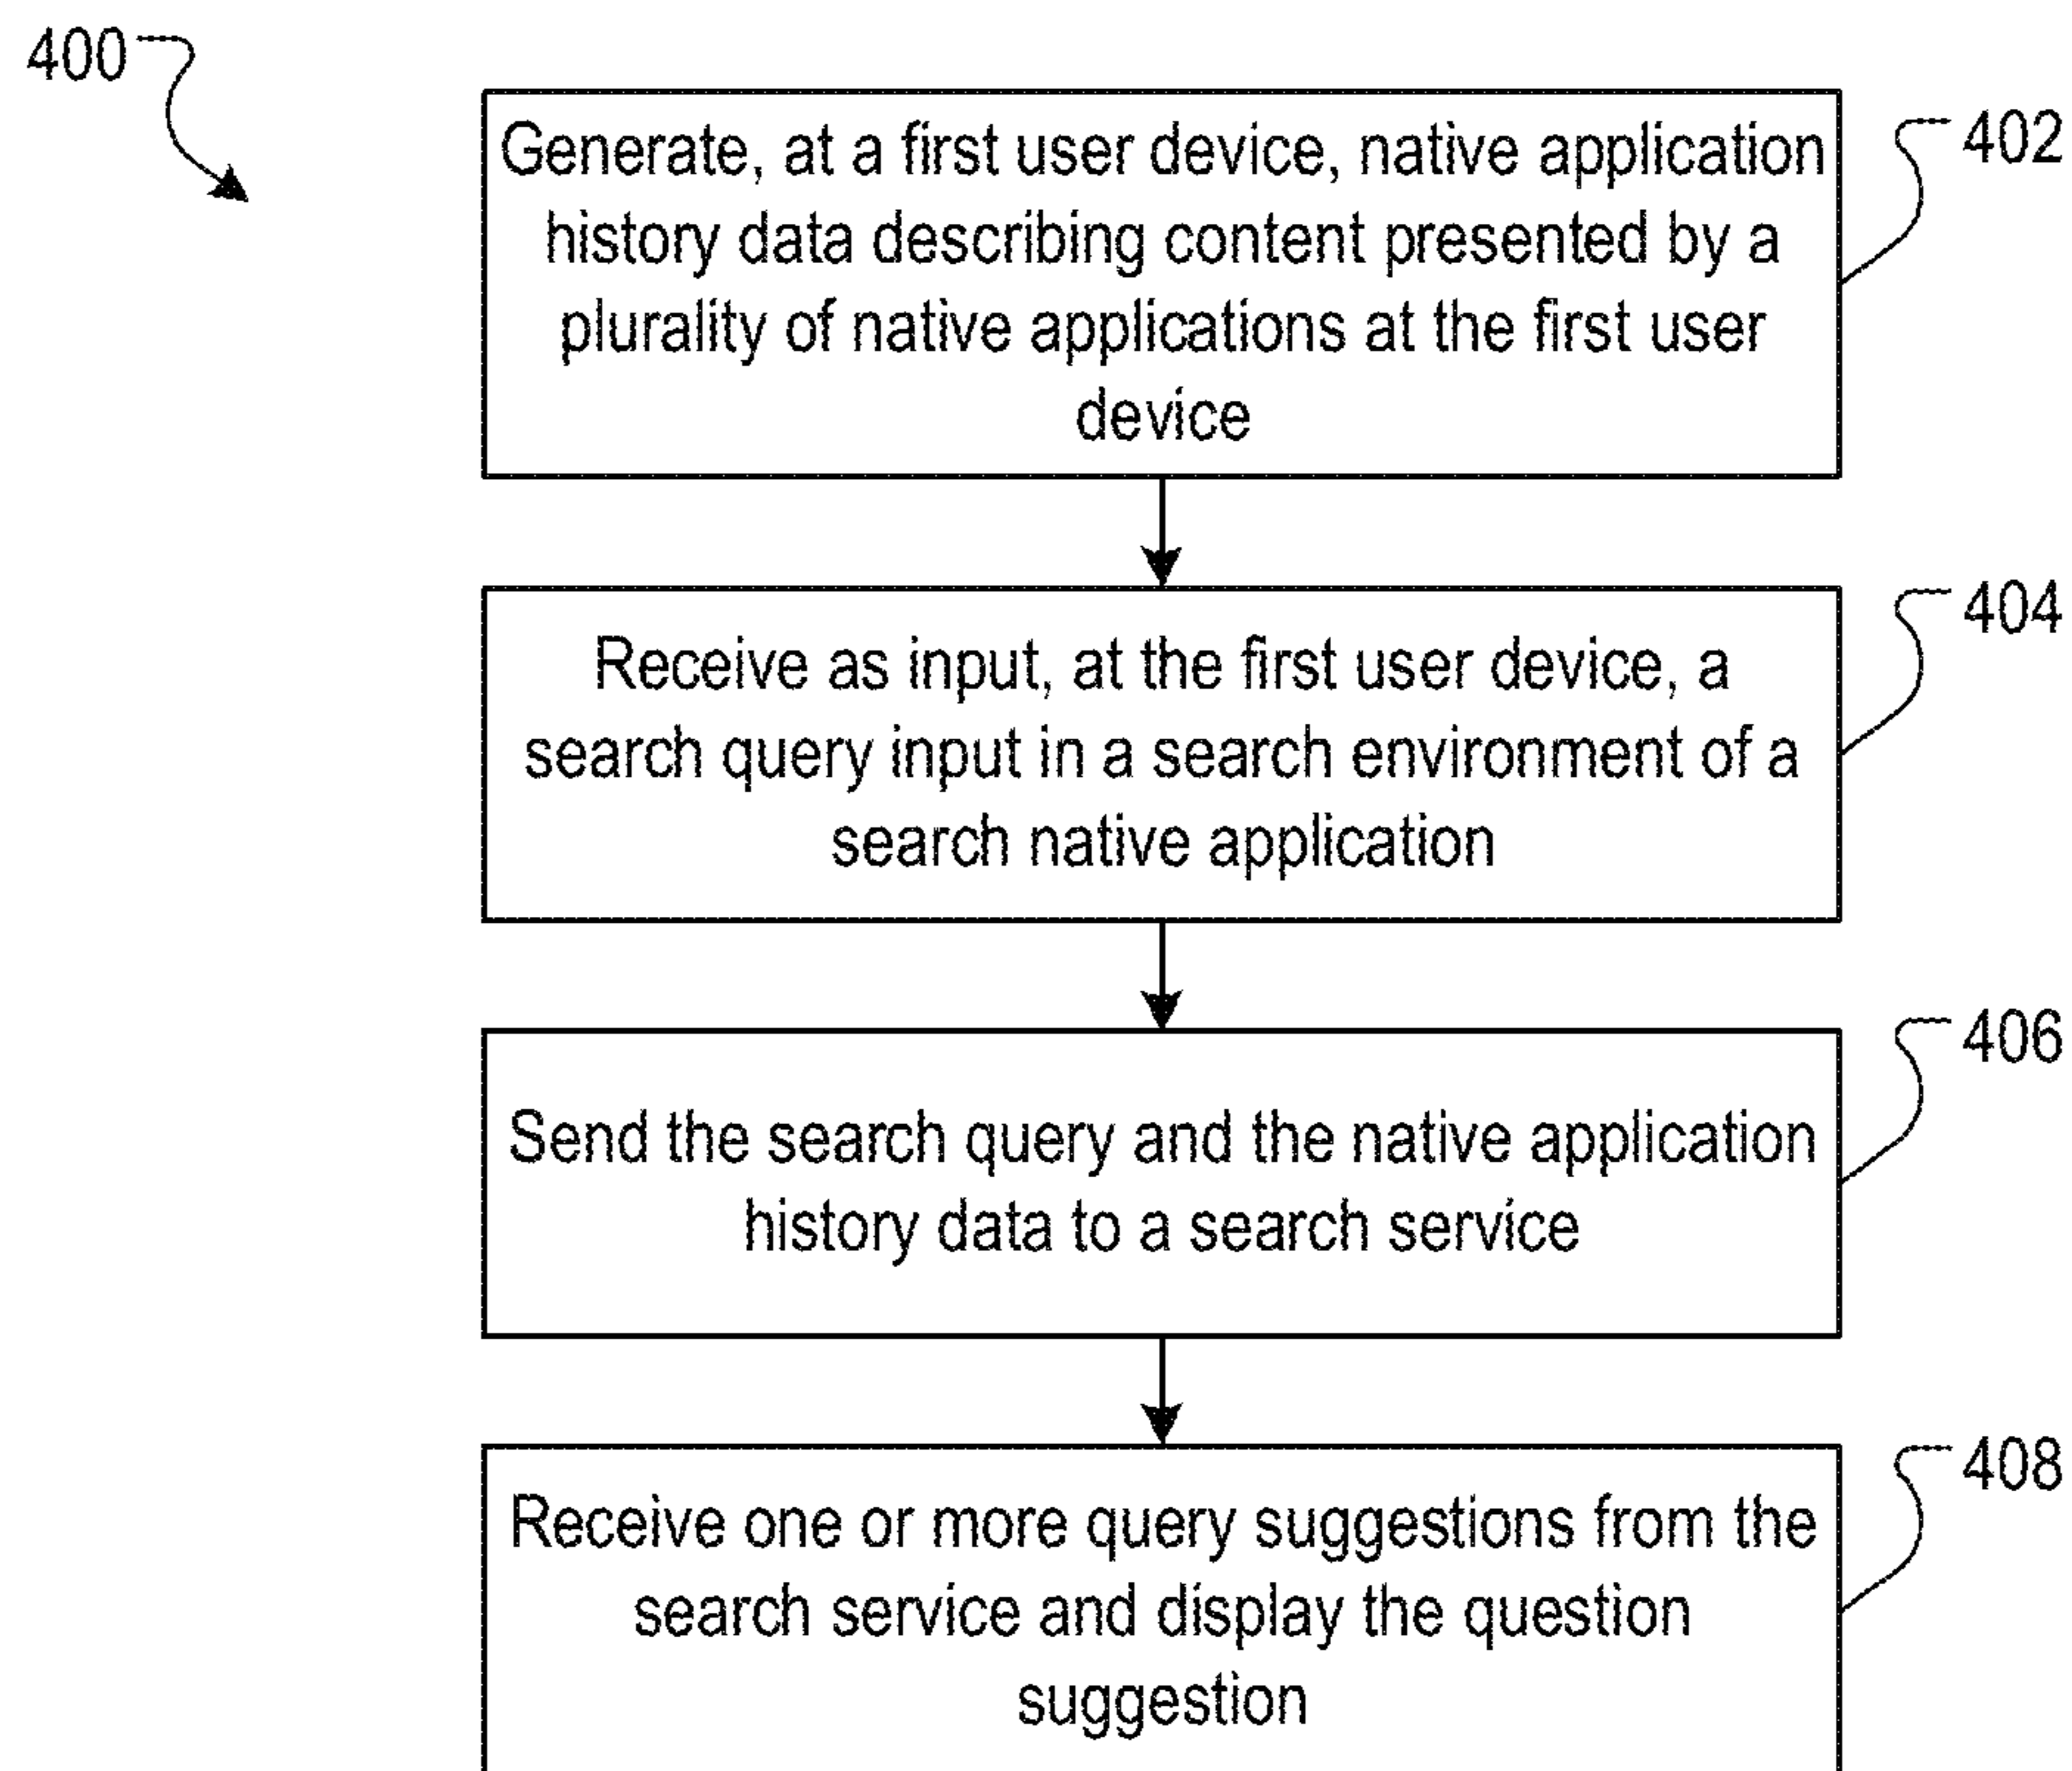 400
Generate, at a first user device, native application
history data describing content presented by a
plurality of native applications at the first user
device
402
Receive as input, at the first user device, a
search query input in a search environment of a
search native application
404
Send the search query and the native application
history data to a search service
406
Receive one or more query suggestions from the
search service and display the question
suggestion
408